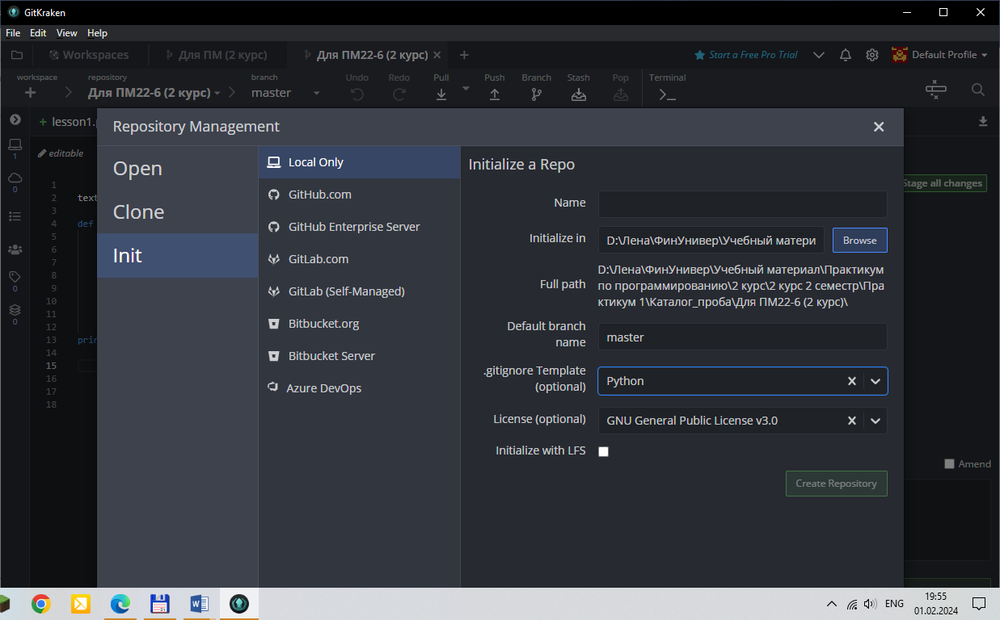 GitKraken
File Edit View Help
Workspaces Для ПМ (2 курс) Для ПМ22-6 (2 курс) Start a Free Pro Trial Default Profile
workspace repository branch Undo Redo Pull Push Branch Stash Pop Terminal
Для ПМ22-6 (2 курс) master
+ lesson1.
Repository Management
editable
1
0
0
0
1
2 text
3
4 def
5
6
7
8
9
10
11
12
13 prin
14
15
16
17
18
Stage all changes
Amend
Open
Clone
Init
Local Only
GitHub.com
GitHub Enterprise Server
GitLab.com
GitLab (Self-Managed)
Bitbucket.org
Bitbucket Server
Azure DevOps
Initialize a Repo
Name
Initialize in D:\Лена\ФинУнивер\Учебный матери Browse
Full path
D:\Лена\ФинУнивер\Учебный материал\Практикум
по программированию\2 курс\2 курс 2 семестр\Пра
ктикум 1\Каталог_проба\Для ПМ22-6 (2 курс)\
Default branch
name
master
.gitignore Template
(optional)
Python
License (optional) GNU General Public License v3.0
Initialize with LFS
Create Repository
ENG
19:55
01.02.2024